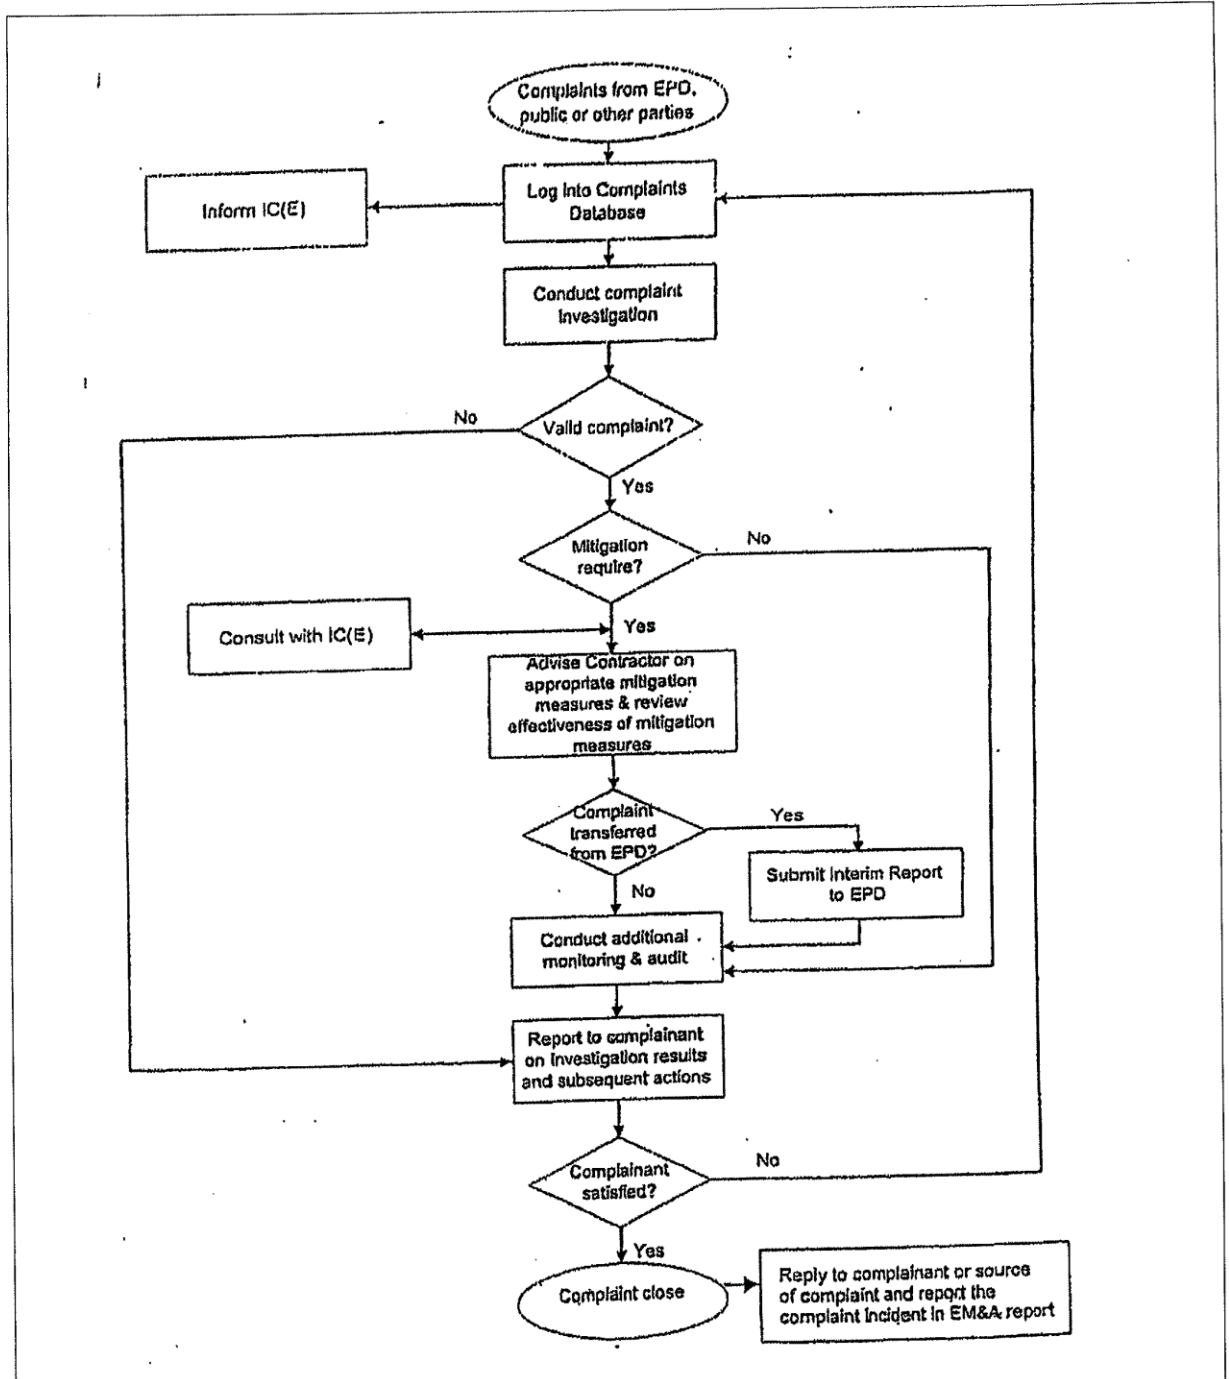 Complaints from EPD,
public or other parties
Log Into Complaints
Database
Inform IC(E)
Conduct complaint
Investigation
Valid complaint?
No
Yes
Mitigation
require?
No
Yes
Consult with IC(E)
Advise Contractor on
appropriate mitigation
measures & review
effectiveness of mitigation
measures
Complaint
transferred
from EPD?
Yes
Submit Interim Report
to EPD
No
Conduct additional
monitoring & audit
Report to complainant
on investigation results
and subsequent actions
Complainant
satisfied?
No
Yes
Complaint close
Reply to complainant or source
of complaint and report the
complaint incident in EM&A report